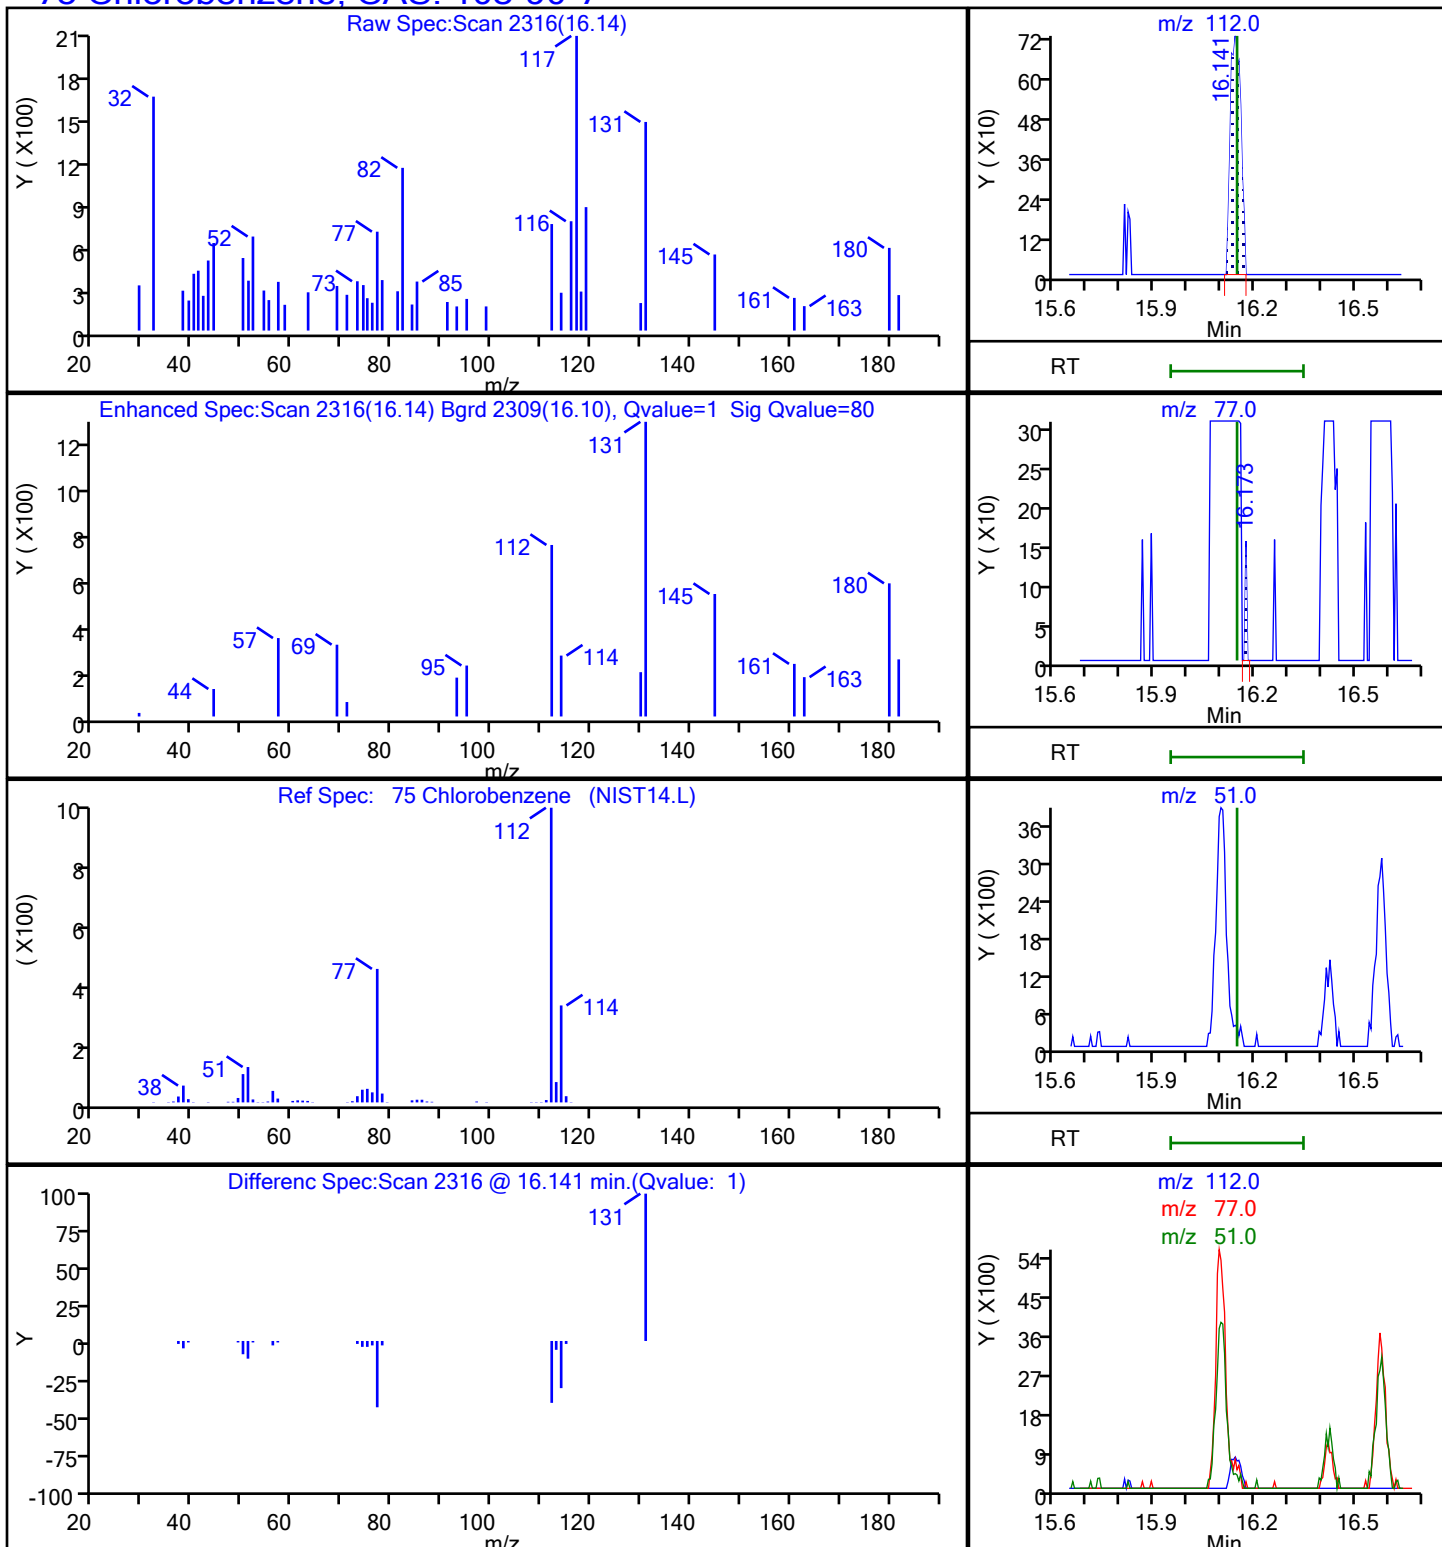 75 Chlorobenzene, CAS: 108-90-7
Raw Spec:Scan 2316(16.14)
Y ( X100)
21
18
15
12
9
6
3
0
32
52
73
77
82
85
116
117
131
145
161
163
180
20 40 60 80 100 120 140 160 180
m/z
m/z 112.0
Y ( X10)
72
60
48
36
24
12
0
16.141
15.6 15.9 16.2 16.5
Min
RT
Enhanced Spec:Scan 2316(16.14) Bgrd 2309(16.10), Qvalue=1 Sig Qvalue=80
Y ( X100)
12
10
8
6
4
2
0
44
57
69
95
112
114
131
145
161
163
180
20 40 60 80 100 120 140 160 180
m/z
m/z 77.0
Y ( X10)
30
25
20
15
10
5
0
16.173
15.6 15.9 16.2 16.5
Min
RT
Ref Spec: 75 Chlorobenzene (NIST14.L)
( X100)
10
8
6
4
2
0
38
51
77
112
114
20 40 60 80 100 120 140 160 180
m/z 51.0
Y ( X100)
36
30
24
18
12
6
0
15.6 15.9 16.2 16.5
Min
RT
Differenc Spec:Scan 2316 @ 16.141 min.(Qvalue: 1)
Y
100
75
50
25
0
-25
-50
-75
-100
131
20 40 60 80 100 120 140 160 180
m/z
m/z 112.0
m/z 77.0
m/z 51.0
Y ( X100)
54
45
36
27
18
9
0
15.6 15.9 16.2 16.5
Min